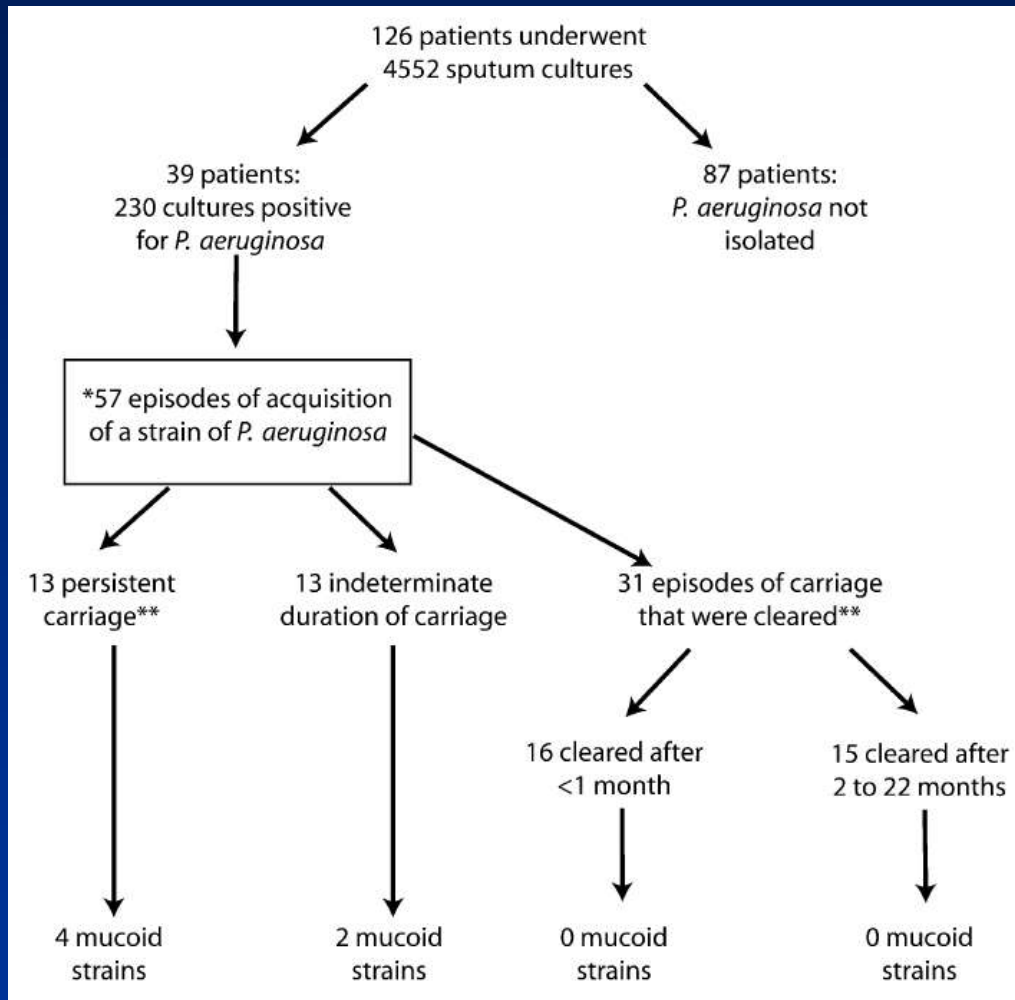 126 patients underwent
4552 sputum cultures
39 patients:
230 cultures positive
for P. aeruginosa
87 patients:
P. aeruginosa not
isolated
*57 episodes of acquisition
of a strain of P. aeruginosa
13 persistent
carriage**
13 indeterminate
duration of carriage
31 episodes of carriage
that were cleared**
16 cleared after
<1 month
15 cleared after
2 to 22 months
4 mucoid
strains
2 mucoid
strains
0 mucoid
strains
0 mucoid
strains